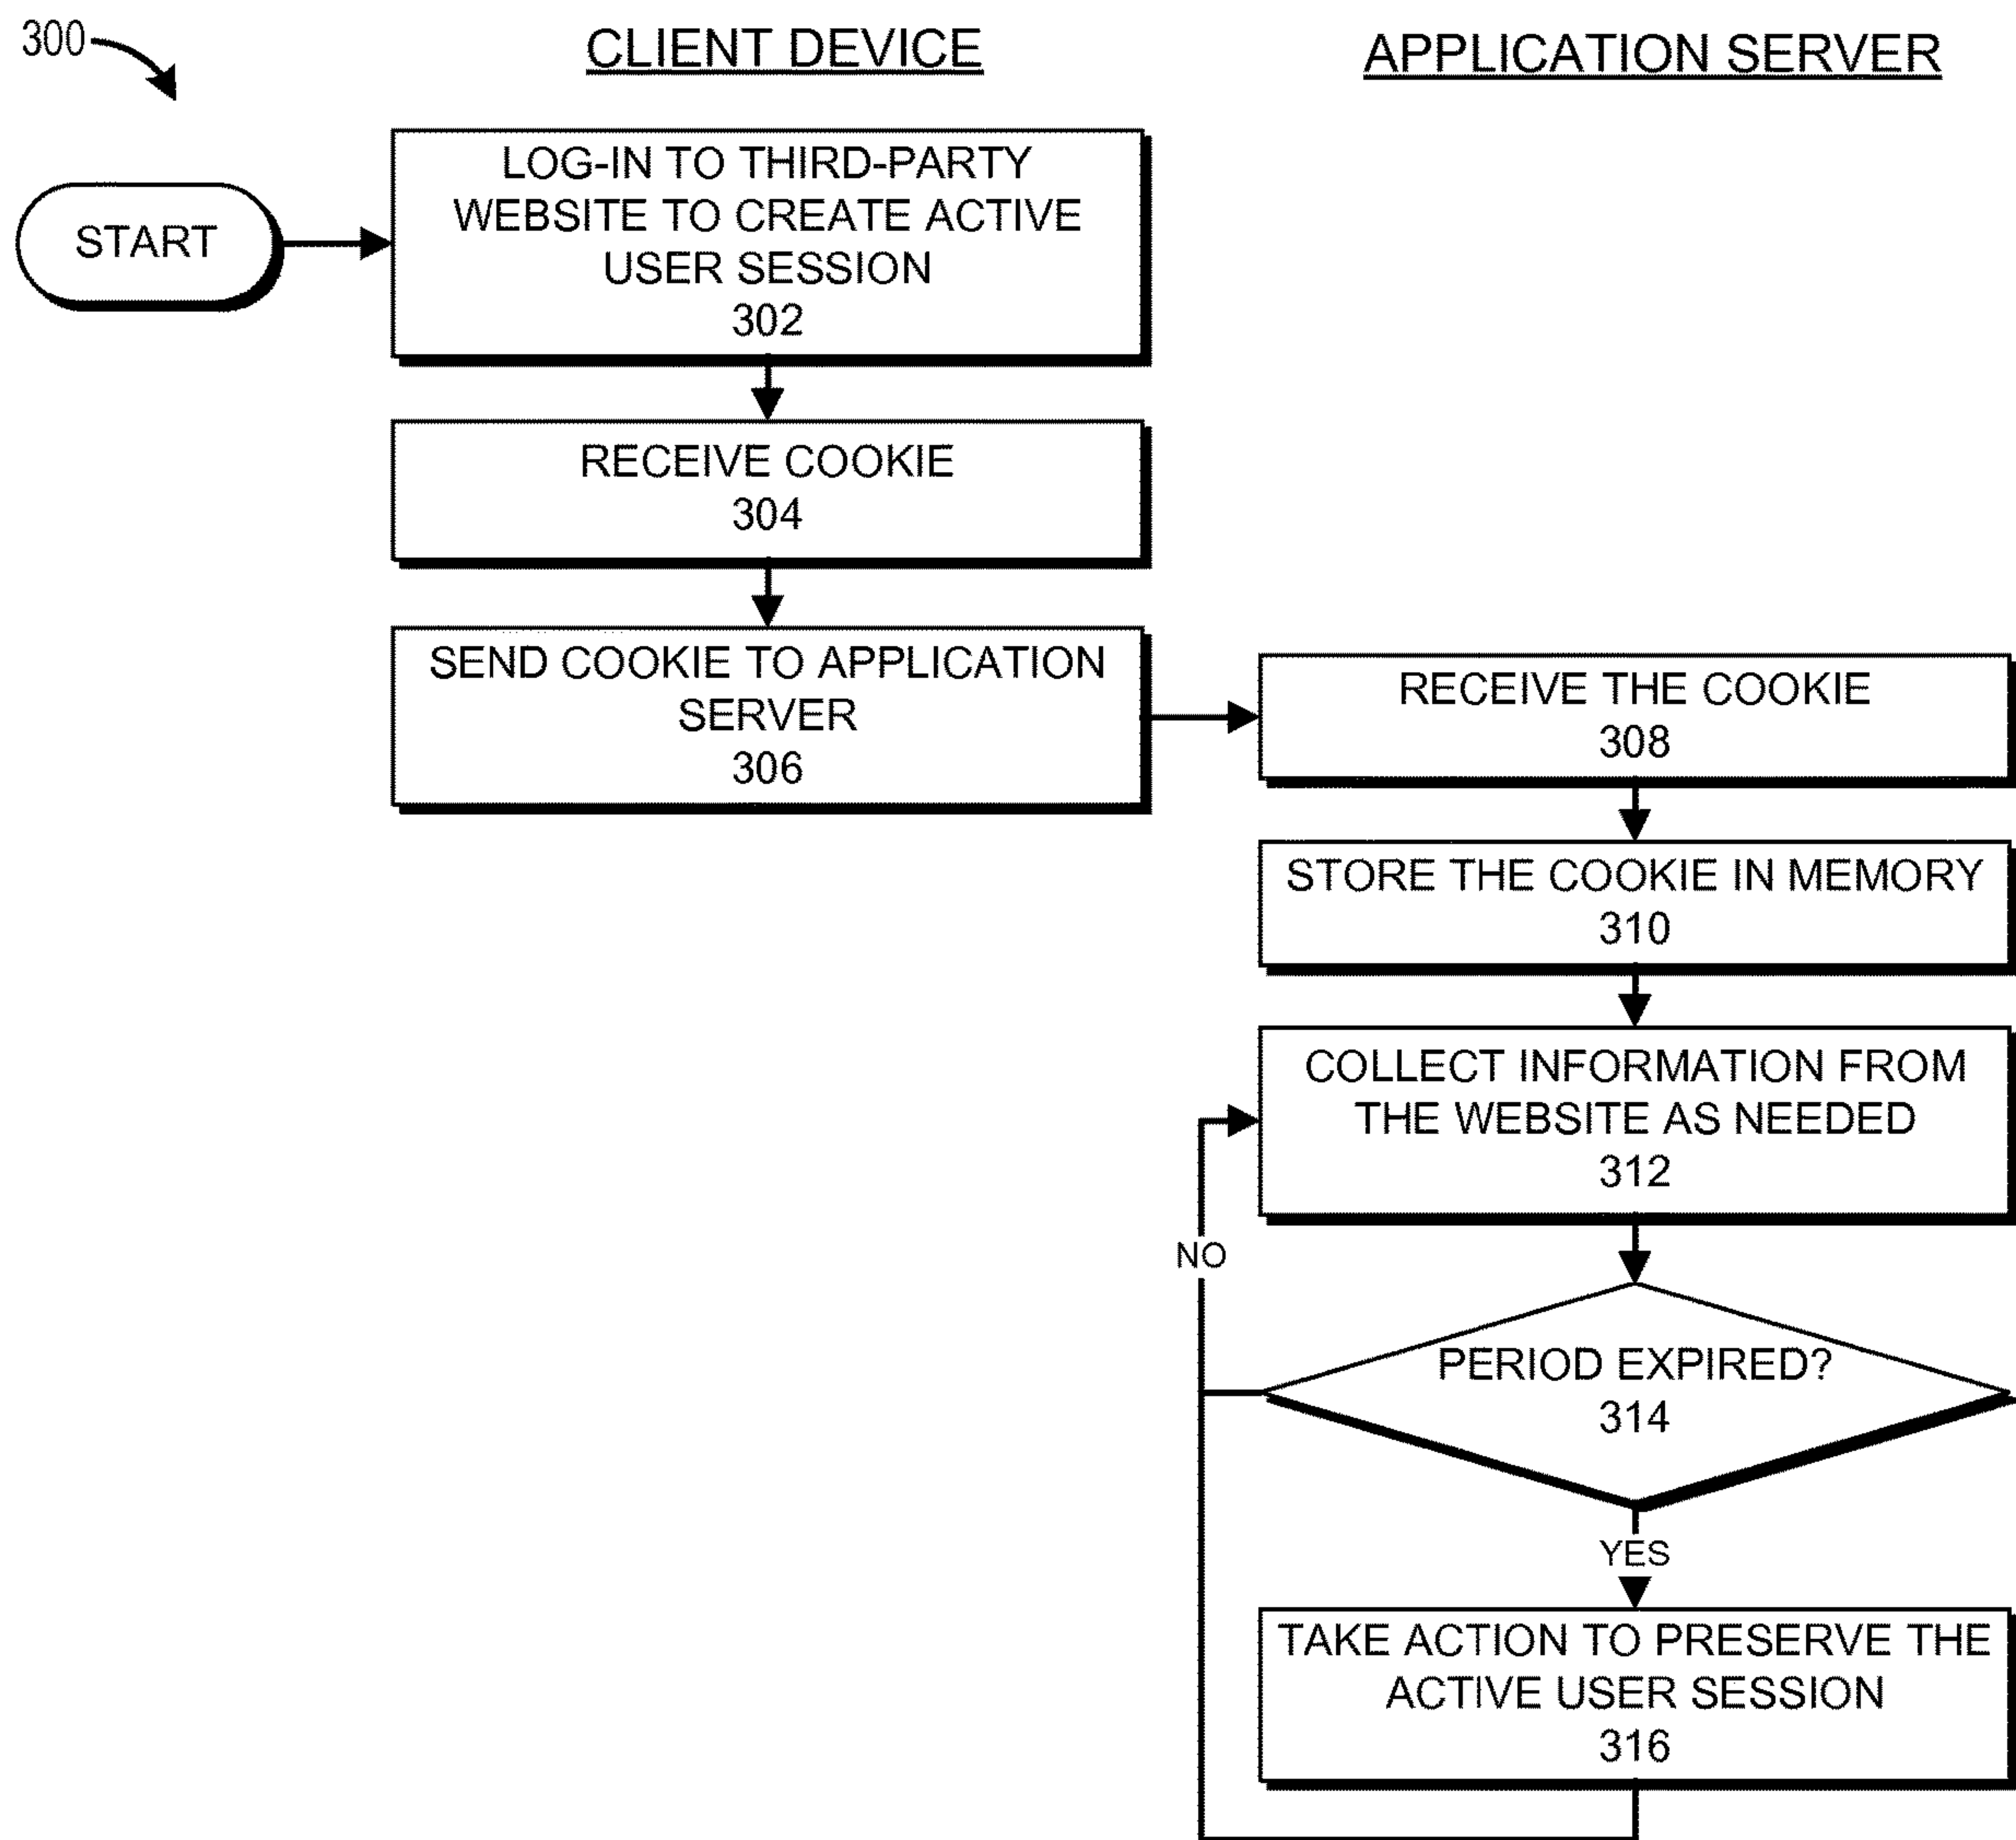 300
CLIENT DEVICE
APPLICATION SERVER
START
LOG-IN TO THIRD-PARTY
WEBSITE TO CREATE ACTIVE
USER SESSION
302
RECEIVE COOKIE
304
SEND COOKIE TO APPLICATION
SERVER
306
RECEIVE THE COOKIE
308
STORE THE COOKIE IN MEMORY
310
COLLECT INFORMATION FROM
THE WEBSITE AS NEEDED
312
NO
PERIOD EXPIRED?
314
YES
TAKE ACTION TO PRESERVE THE
ACTIVE USER SESSION
316